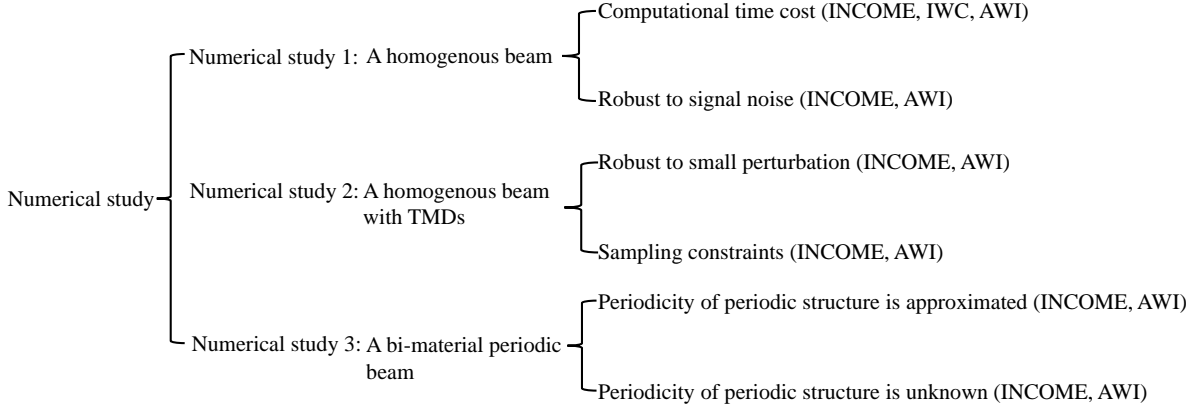 Numerical study
Numerical study 1: A homogenous beam
Computational time cost (INCOME, IWC, AWI)
Robust to signal noise (INCOME, AWI)
Numerical study 2: A homogenous beam
with TMDs
Robust to small perturbation (INCOME, AWI)
Sampling constraints (INCOME, AWI)
Numerical study 3: A bi-material periodic
beam
Periodicity of periodic structure is approximated (INCOME, AWI)
Periodicity of periodic structure is unknown (INCOME, AWI)